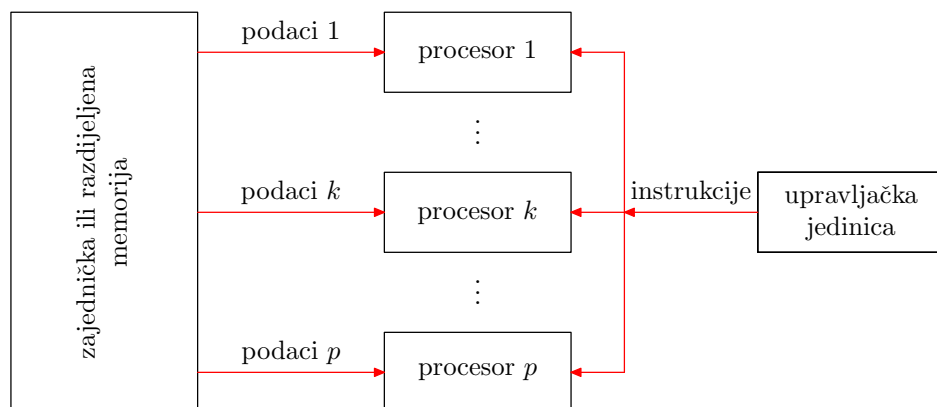 zajednička ili razdijeljena
memorija
podaci 1
procesor 1
podaci k
procesor k
instrukcije
upravljačka
jedinica
podaci p
procesor p